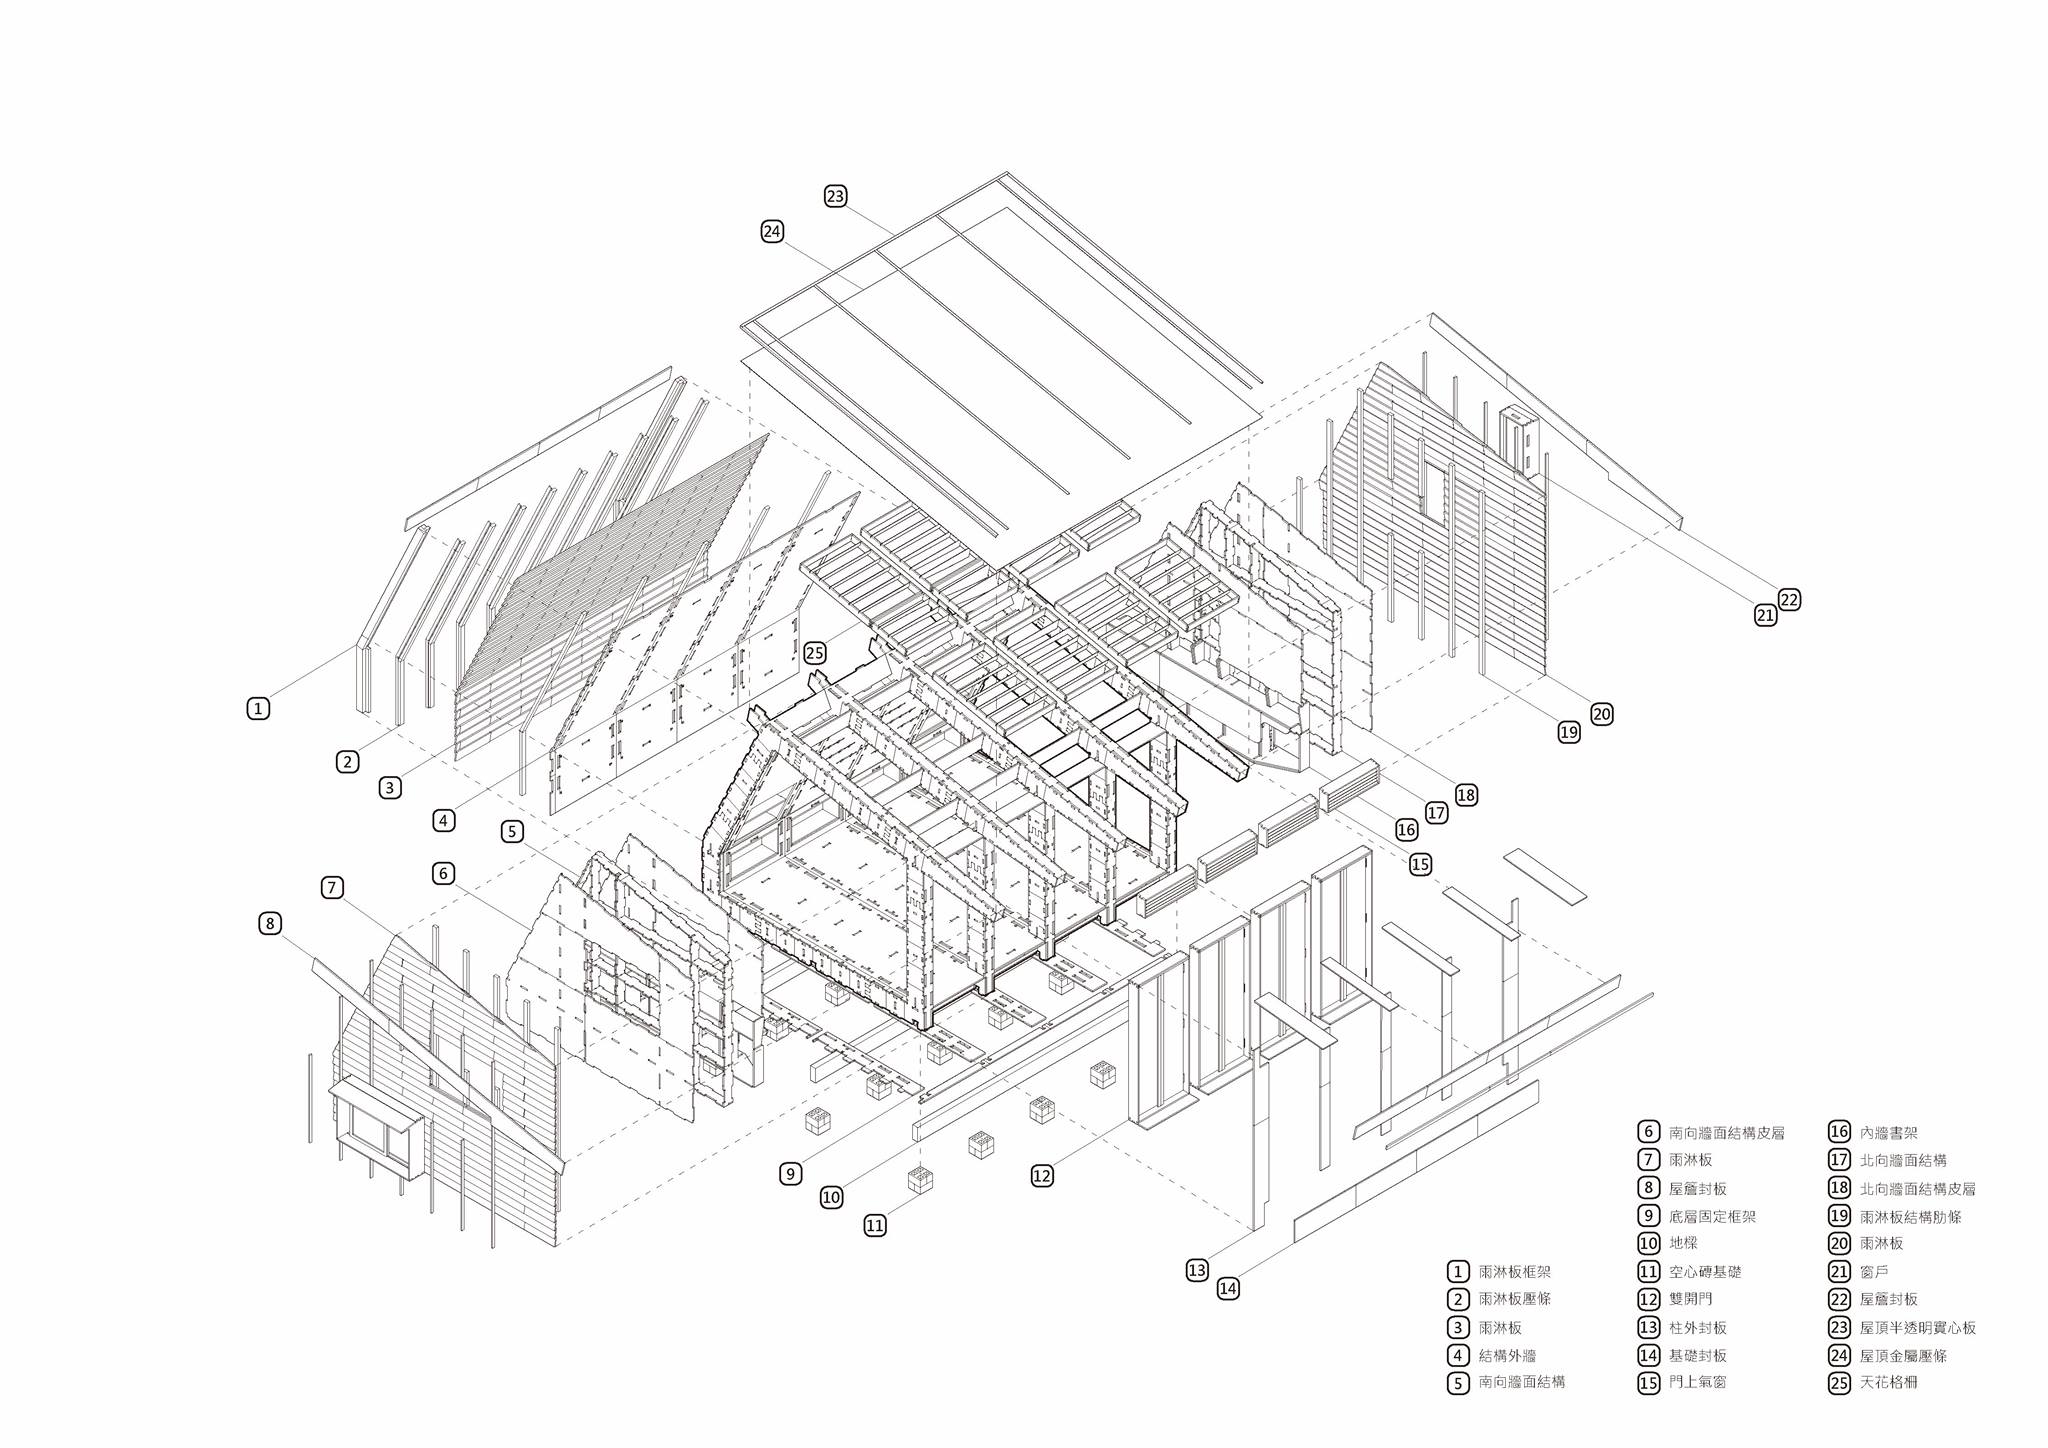 23
24
1
2
3
4
5
6
7
8
25
22
21
20
19
18
17
16
15
9
10
11
12
13
14
1 雨淋板框架
2 雨淋板壓條
3 雨淋板
4 結構外牆
5 南向牆面結構
6 南向牆面結構皮層
7 雨淋板
8 屋簷封板
9 底層固定框架
10 地樑
11 空心磚基礎
12 雙開門
13 柱外封板
14 基礎封板
15 門上氣窗
16 內牆書架
17 北向牆面結構
18 北向牆面結構皮層
19 雨淋板結構肋條
20 雨淋板
21 窗戶
22 屋簷封板
23 屋頂半透明實心板
24 屋頂金屬壓條
25 天花格柵